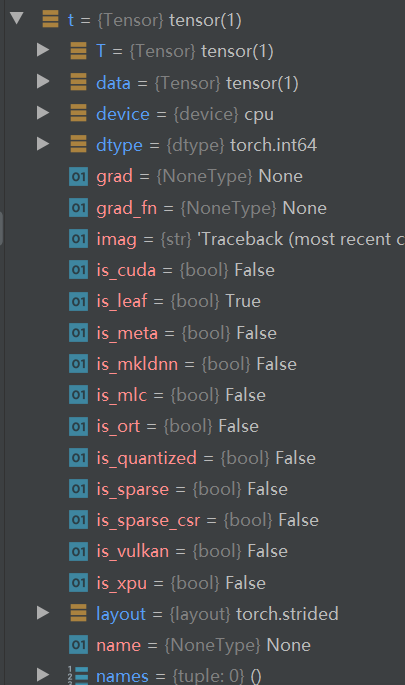 t = {Tensor} tensor(1)
T = {Tensor} tensor(1)
data = {Tensor} tensor(1)
device = {device} cpu
dtype = {dtype} torch.int64
01 grad = {NoneType} None
01 grad_fn = {NoneType} None
01 imag = {str} 'Traceback (most recent c
01 is_cuda = {bool} False
01 is_leaf = {bool} True
01 is_meta = {bool} False
01 is_mkldnn = {bool} False
01 is_mlc = {bool} False
01 is_ort = {bool} False
01 is_quantized = {bool} False
01 is_sparse = {bool} False
01 is_sparse_csr = {bool} False
01 is_vulkan = {bool} False
01 is_xpu = {bool} False
layout = {layout} torch.strided
01 name = {NoneType} None
names = {tuple: 0} ()